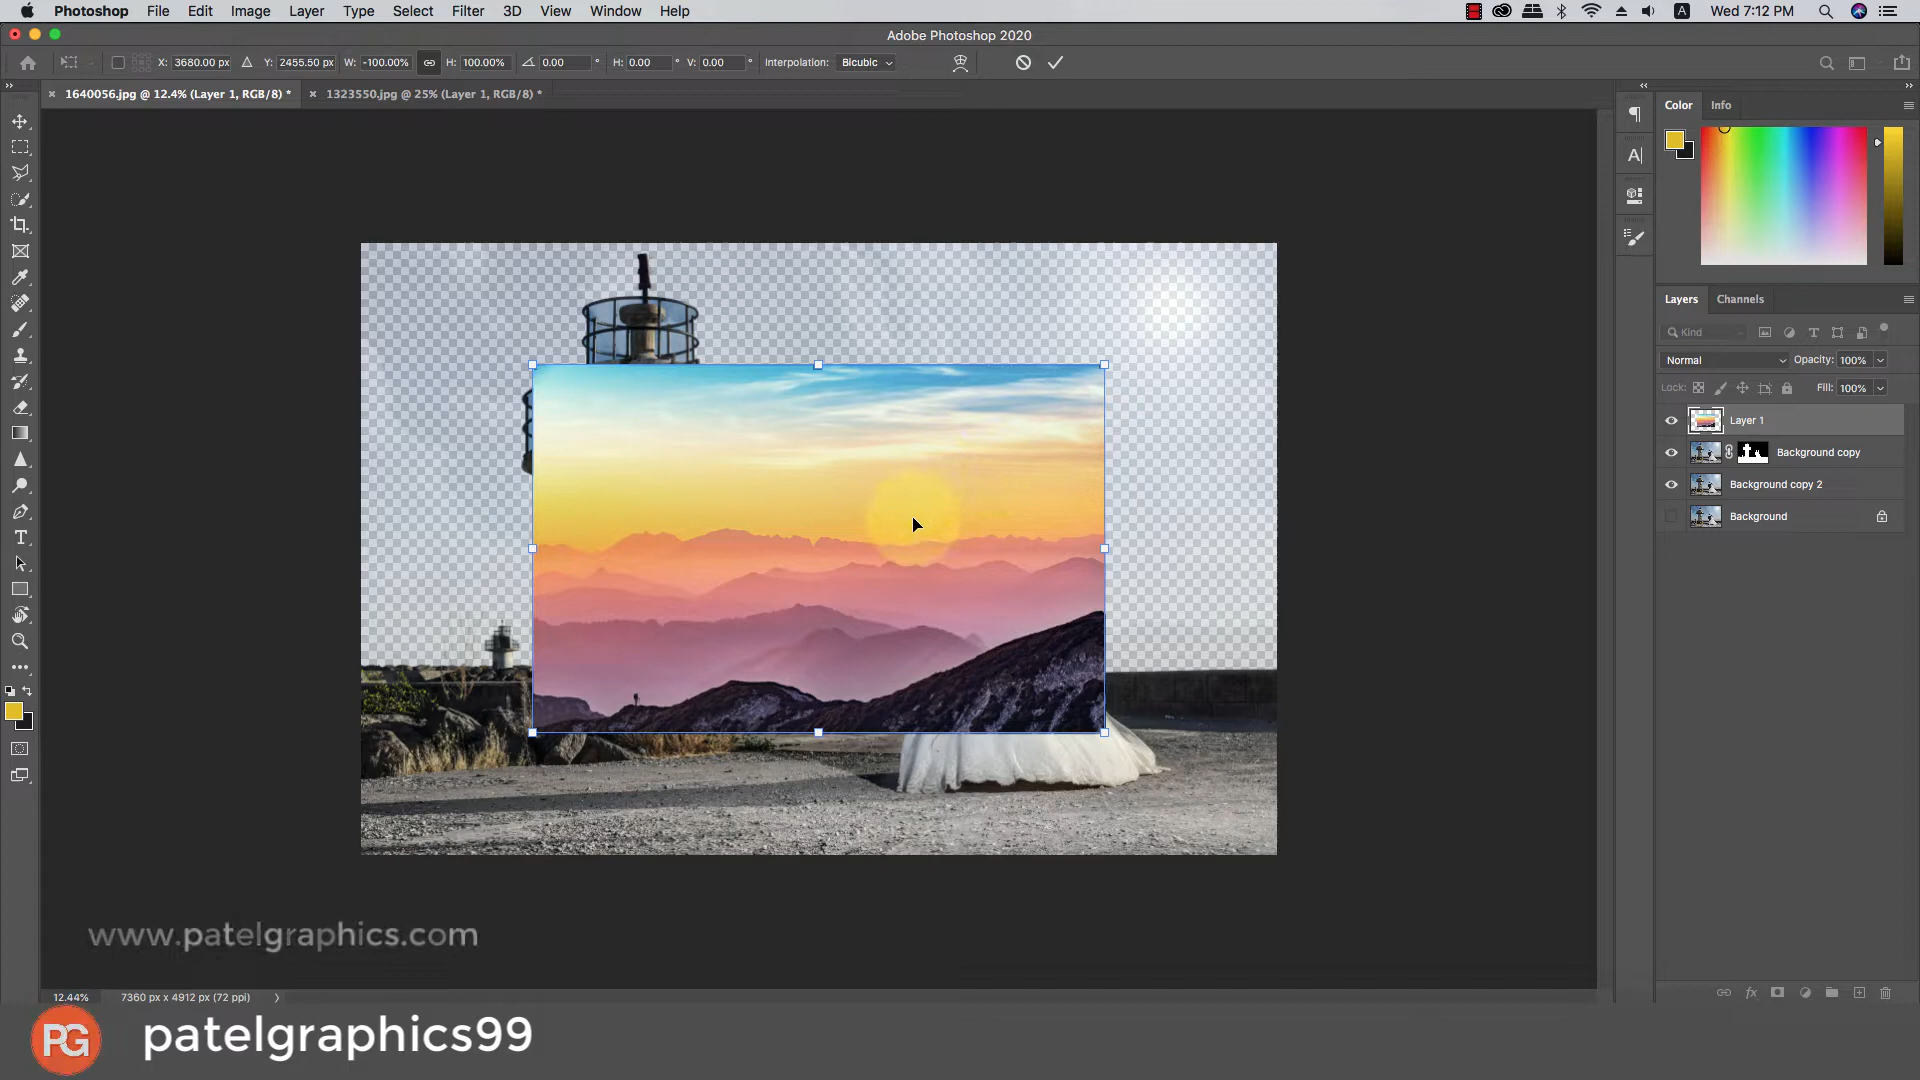 Photoshop File Edit Image Layer Type Select Filter 3D View Window Help A Wed 7:12 PM
Adobe Photoshop 2020
X: 3680.00 px Y: 2455.50 px W: -100.00% H: 100.00% 0.00 ° H: 0.00 ° V: 0.00 ° Interpolation: Bicubic
× 1640056.jpg @ 12.4% (Layer 1, RGB/8) * × 1323550.jpg @ 25% (Layer 1, RGB/8) *
Color Info
A
Layers Channels
Kind T
Normal Opacity: 100%
Lock: Fill: 100%
Layer 1
Background copy
Background copy 2
Background
T
www.patelgraphics.com
12.44% 7360 px x 4912 px (72 ppi)
fx
PG patelgraphics99